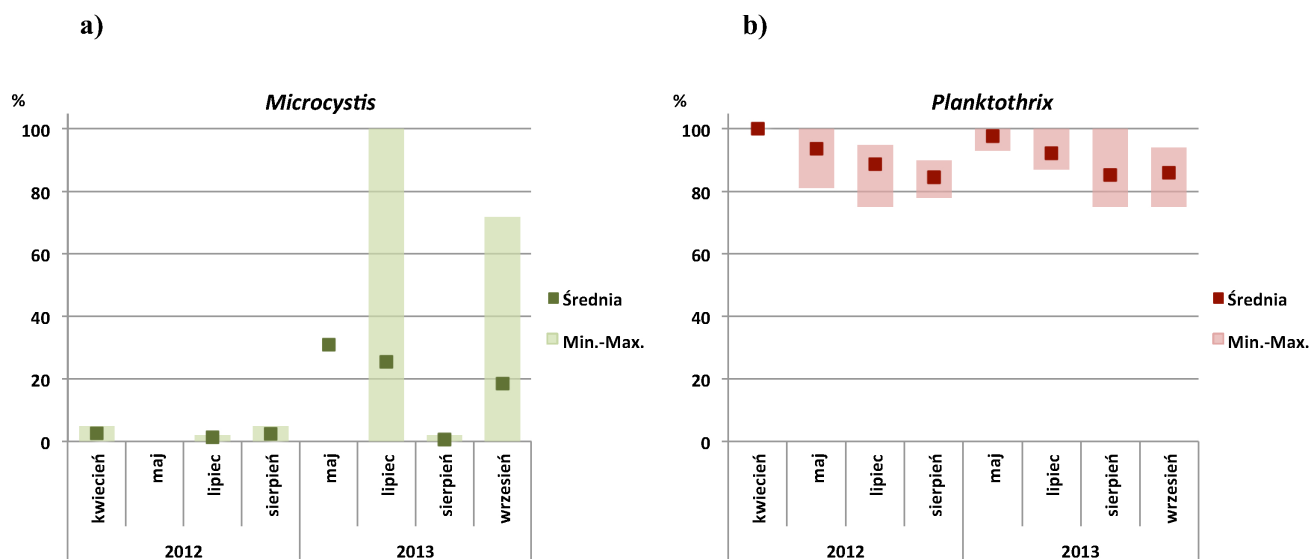 a)
Microcystis
%
100
80
60
40
20
0
kwiecień
maj
lipiec
sierpień
maj
lipiec
sierpień
wrzesień
2012
2013
Średnia
Min.-Max.
b)
Planktothrix
%
100
80
60
40
20
0
kwiecień
maj
lipiec
sierpień
maj
lipiec
sierpień
wrzesień
2012
2013
Średnia
Min.-Max.